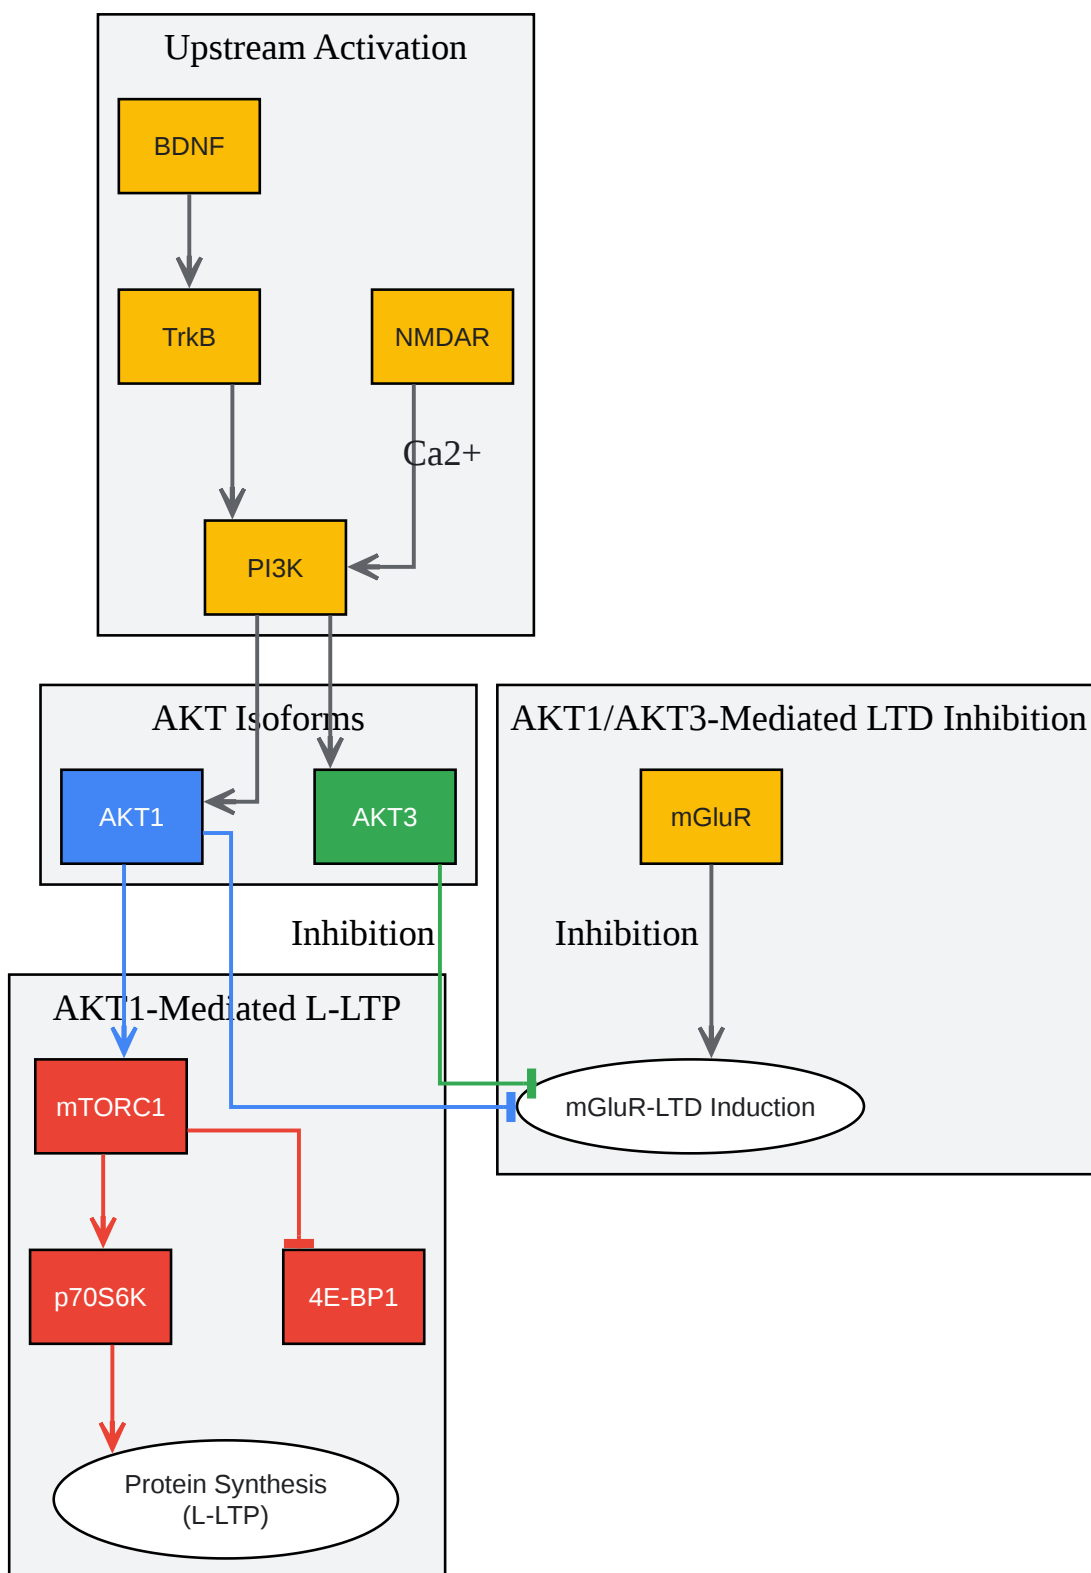 Upstream Activation
BDNF
TrkB
NMDAR
Ca2+
PI3K
AKT Isoforms
AKT1/AKT3-Mediated LTD Inhibition
AKT1
AKT3
mGluR
Inhibition
Inhibition
AKT1-Mediated L-LTP
mTORC1
mGluR-LTD Induction
p70S6K
4E-BP1
Protein Synthesis
(L-LTP)